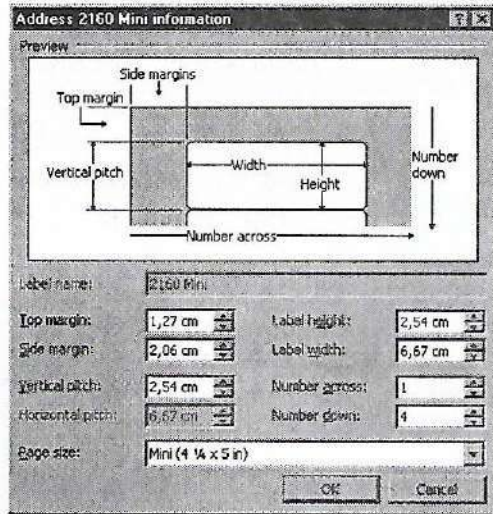 Address 2160 Mini information
Preview
Side margins
Top margin
Vertical pitch
Width
Height
Number down
Number across
Label name: 2160 Mini
Top margin: 1,27 cm Label height: 2,54 cm
Side margin: 2,06 cm Label width: 6,67 cm
Vertical pitch: 2,54 cm Number across: 1
Horizontal pitch: 6,67 cm Number down: 4
Page size: Mini (4 ¼ x 5 in)
OK Cancel